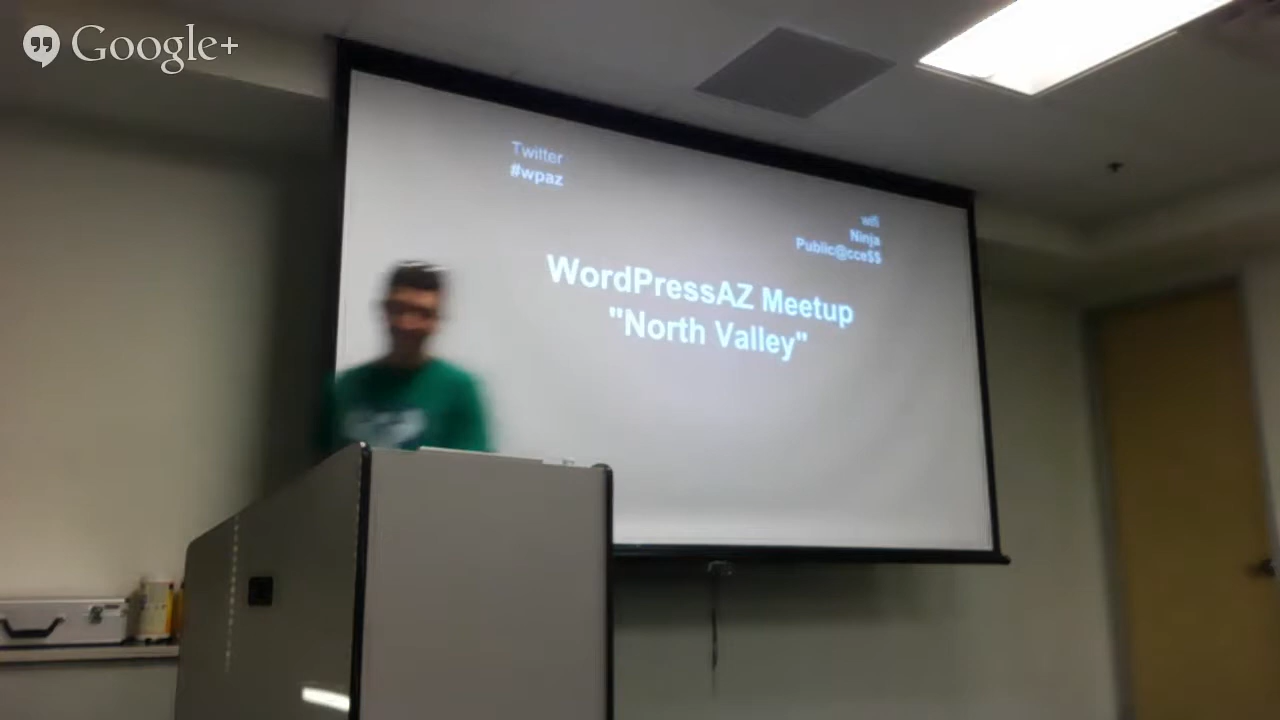 Google+
Twitter
#wpaz
wifi
Ninja
Public@cce$$
WordPressAZ Meetup
"North Valley"